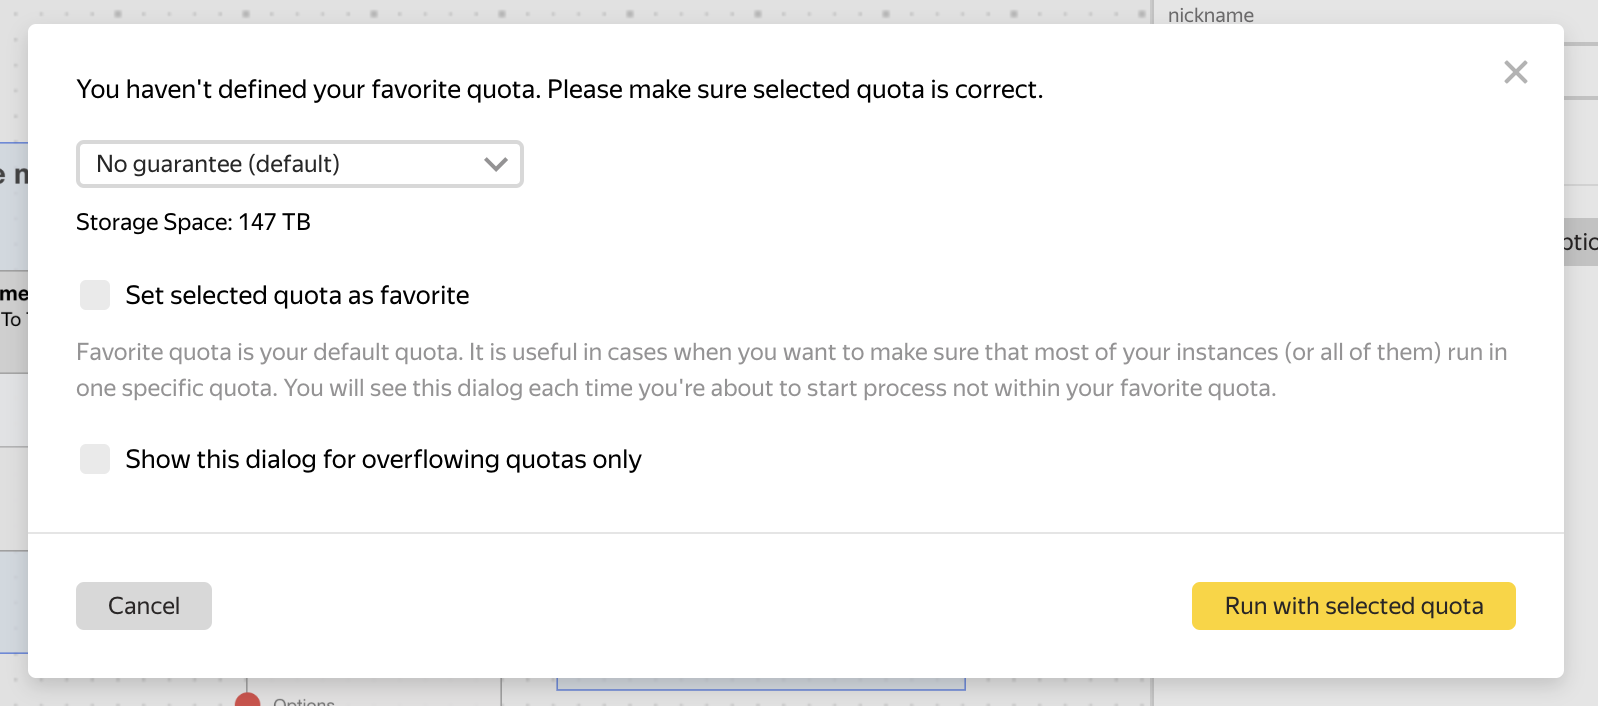 nickname
You haven't defined your favorite quota. Please make sure selected quota is correct.
No guarantee (default)
Storage Space: 147 TB
Set selected quota as favorite
Favorite quota is your default quota. It is useful in cases when you want to make sure that most of your instances (or all of them) run in
one specific quota. You will see this dialog each time you're about to start process not within your favorite quota.
Show this dialog for overflowing quotas only
Cancel
Run with selected quota
To
Options